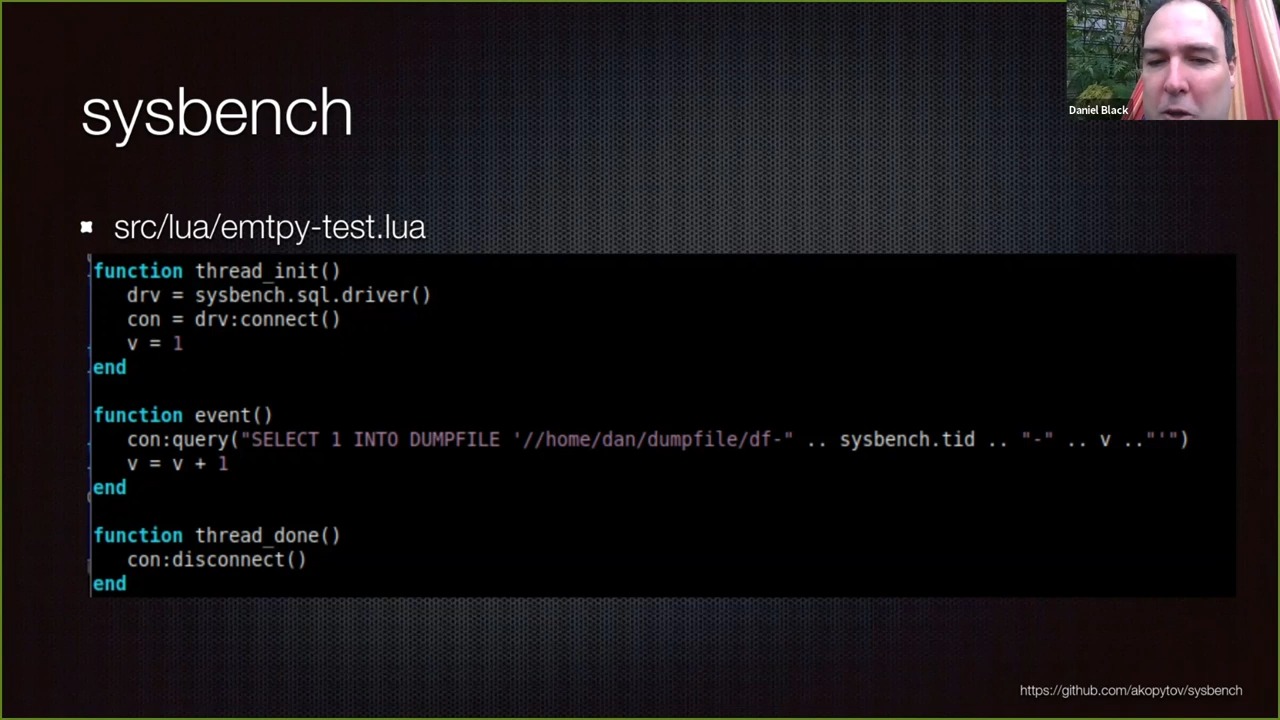 Daniel Black
sysbench
src/lua/emtpy-test.lua
function thread_init()
   drv = sysbench.sql.driver()
   con = drv:connect()
   v = 1
end
function event()
   con:query("SELECT 1 INTO DUMPFILE '//home/dan/dumpfile/df-" .. sysbench.tid .. "-" .. v .."'")
   v = v + 1
end
function thread_done()
   con:disconnect()
end
https://github.com/akopytov/sysbench